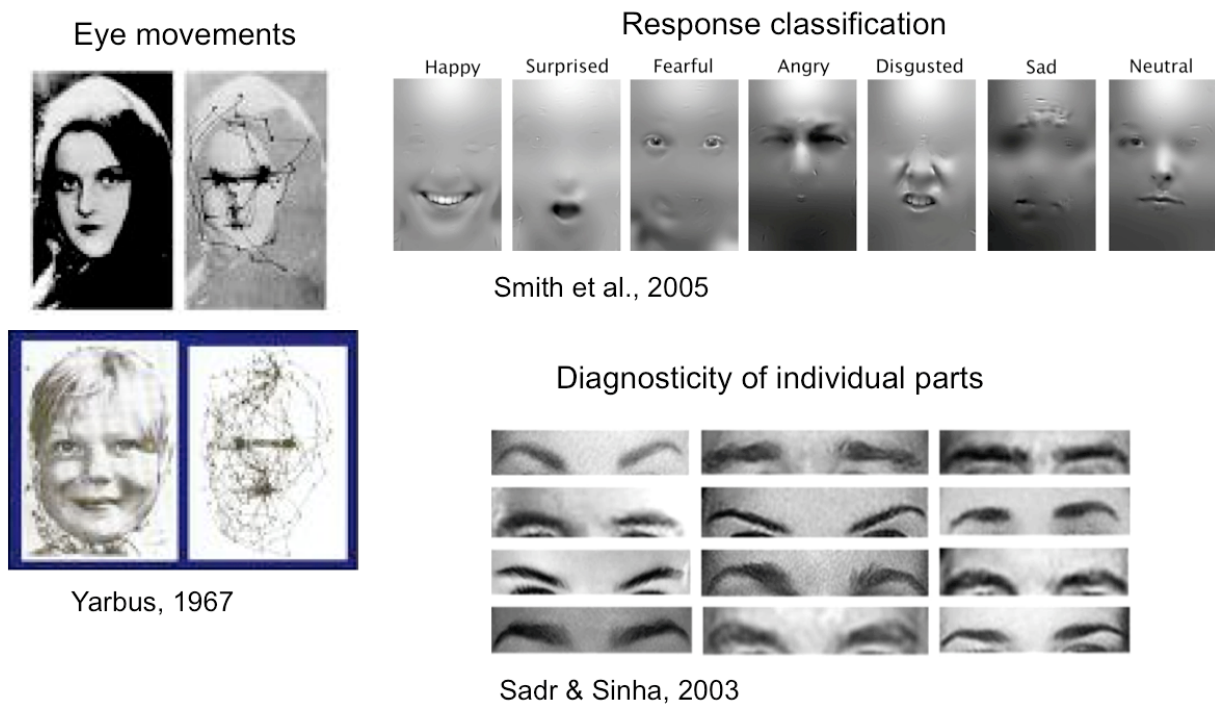 Eye movements
Yarbus, 1967
Response classification
Happy Surprised Fearful Angry Disgusted Sad Neutral
Smith et al., 2005
Diagnosticity of individual parts
Sadr & Sinha, 2003